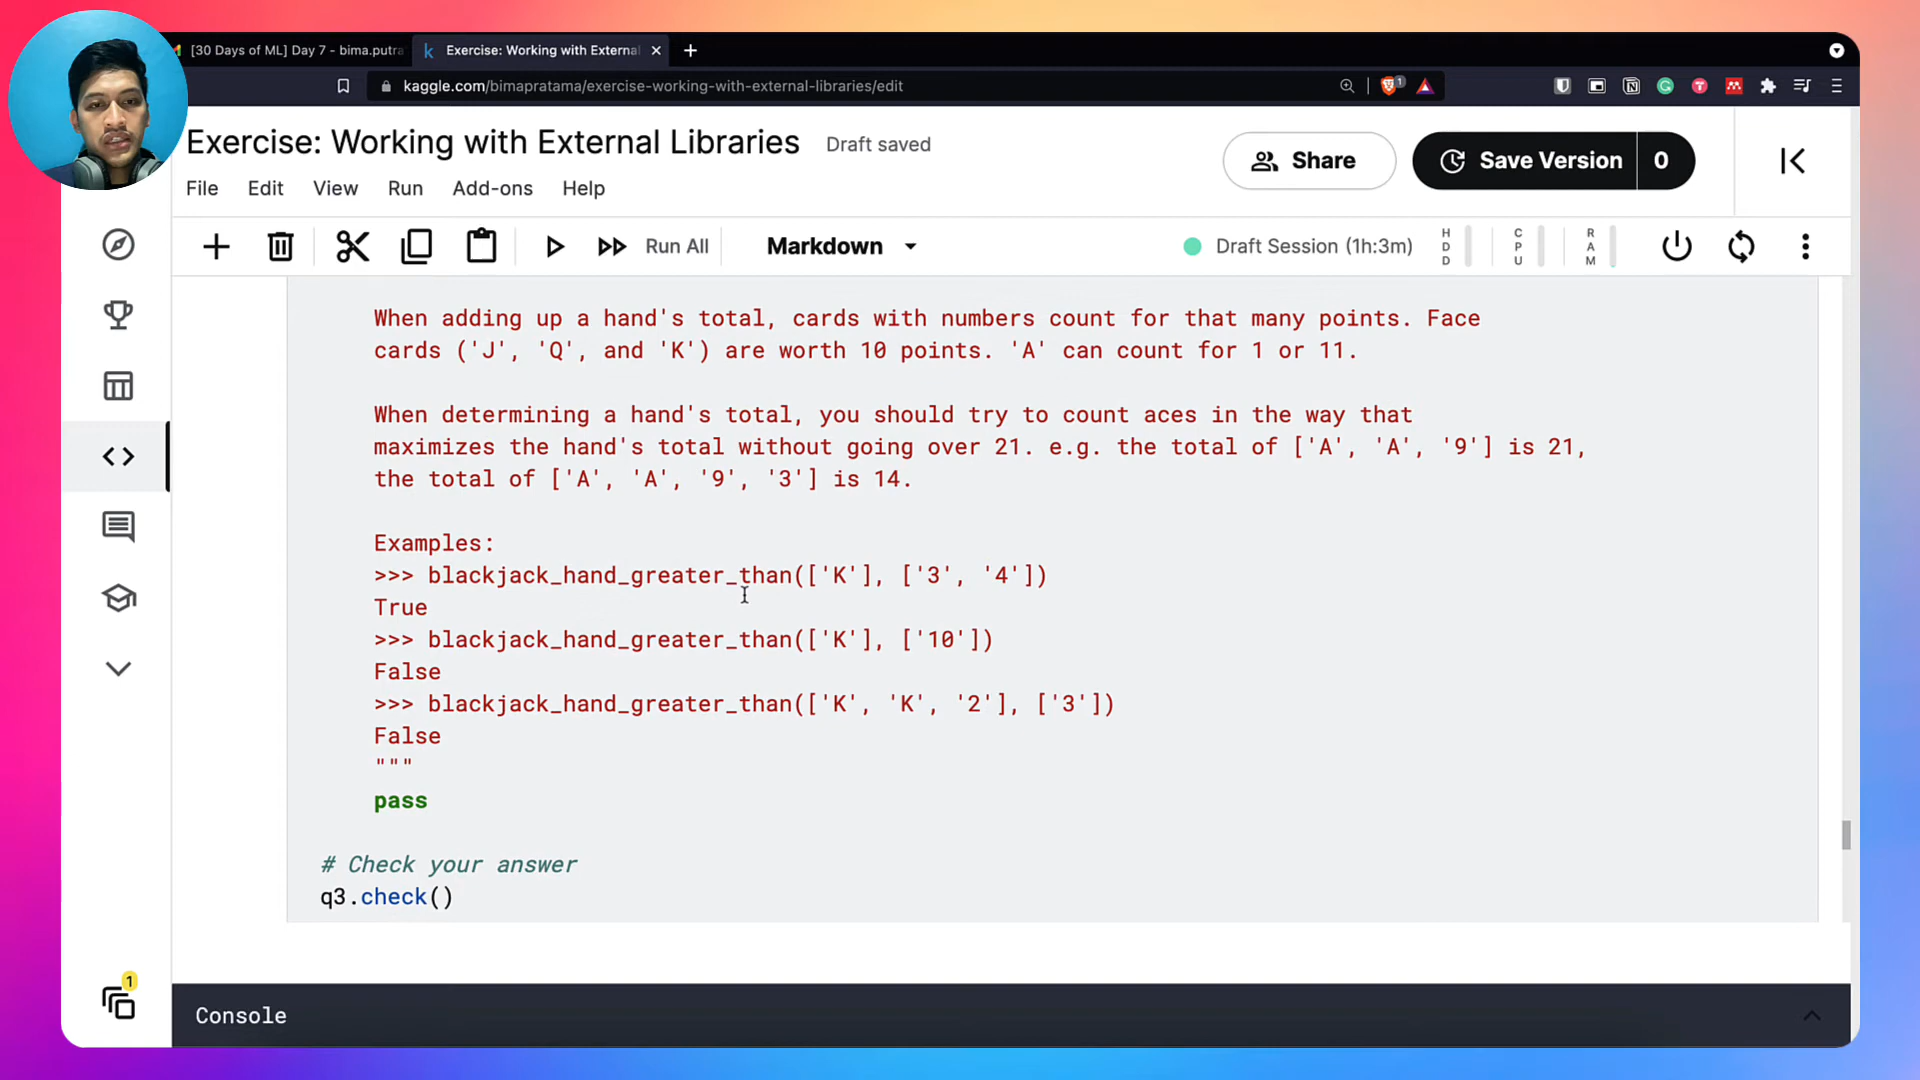 [30 Days of ML] Day 7 - bima.putra
Exercise: Working with External
kaggle.com/bimapratama/exercise-working-with-external-libraries/edit
Exercise: Working with External Libraries
Draft saved
Share
Save Version
0
File
Edit
View
Run
Add-ons
Help
Run All
Markdown
Draft Session (1h:3m)
HDD
CPU
RAM
When adding up a hand's total, cards with numbers count for that many points. Face
cards ('J', 'Q', and 'K') are worth 10 points. 'A' can count for 1 or 11.
When determining a hand's total, you should try to count aces in the way that
maximizes the hand's total without going over 21. e.g. the total of ['A', 'A', '9'] is 21,
the total of ['A', 'A', '9', '3'] is 14.
Examples:
>>> blackjack_hand_greater_than(['K'], ['3', '4'])
True
>>> blackjack_hand_greater_than(['K'], ['10'])
False
>>> blackjack_hand_greater_than(['K', 'K', '2'], ['3'])
False
"""
pass
# Check your answer
q3.check()
1
Console